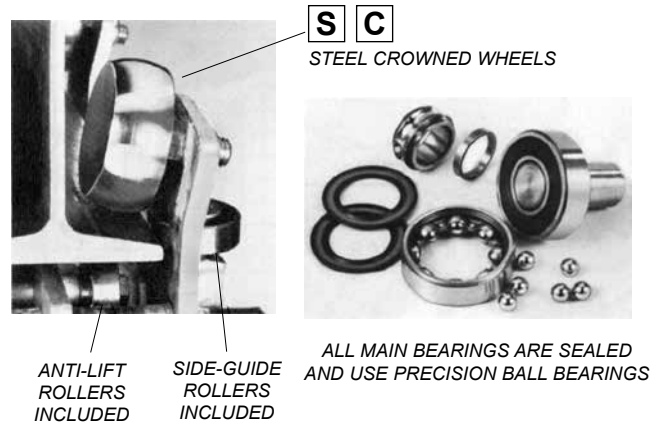 S C
STEEL CROWNED WHEELS
ANTI-LIFT
ROLLERS
INCLUDED
SIDE-GUIDE
ROLLERS
INCLUDED
ALL MAIN BEARINGS ARE SEALED
AND USE PRECISION BALL BEARINGS